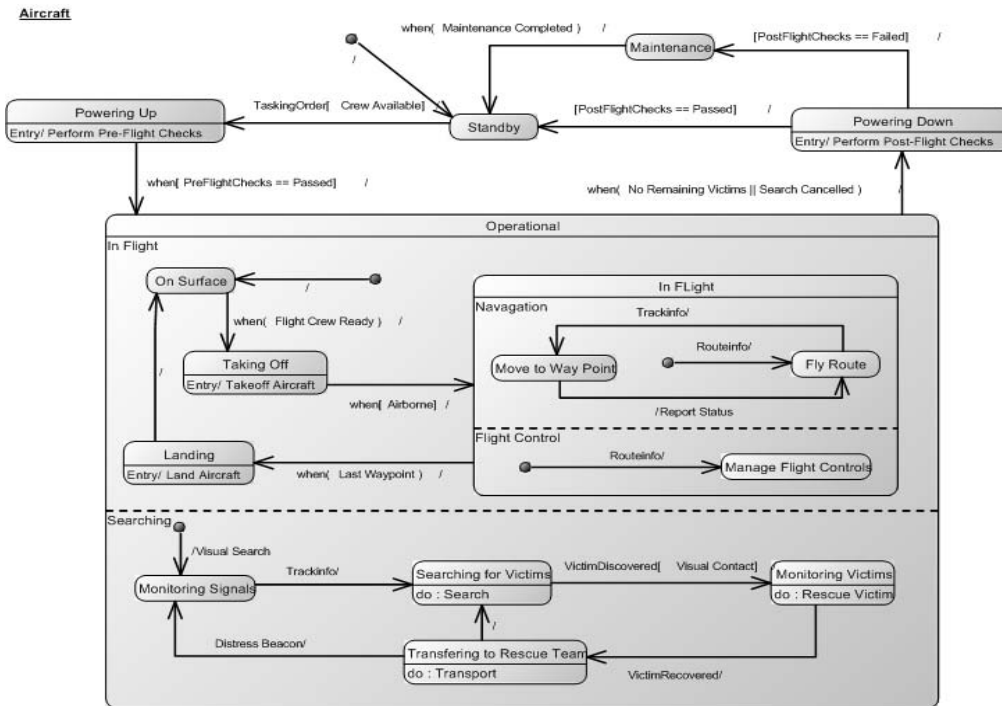 Aircraft
when( Maintenance Completed ) /
Maintenance
[PostFlightChecks == Failed] /
/
Powering Up
Entry/ Perform Pre-Flight Checks
TaskingOrder[ Crew Available]
Standby
[PostFlightChecks == Passed] /
Powering Down
Entry/ Perform Post-Flight Checks
when[ PreFlightChecks == Passed] /
when( No Remaining Victims || Search Cancelled ) /
Operational
In Flight
On Surface
/
when( Flight Crew Ready ) /
Taking Off
Entry/ Takeoff Aircraft
when[ Airborne] /
/
Landing
Entry/ Land Aircraft
when( Last Waypoint ) /
In FLight
Navagation
Trackinfo/
Routeinfo/
Move to Way Point
Fly Route
/Report Status
Flight Control
Routeinfo/
Manage Flight Controls
Searching
/Visual Search
Monitoring Signals
Trackinfo/
Searching for Victims
do : Search
VictimDiscovered[ Visual Contact] /
Monitoring Victims
do : Rescue Victim
/
Distress Beacon/
Transfering to Rescue Team
do : Transport
VictimRecovered/